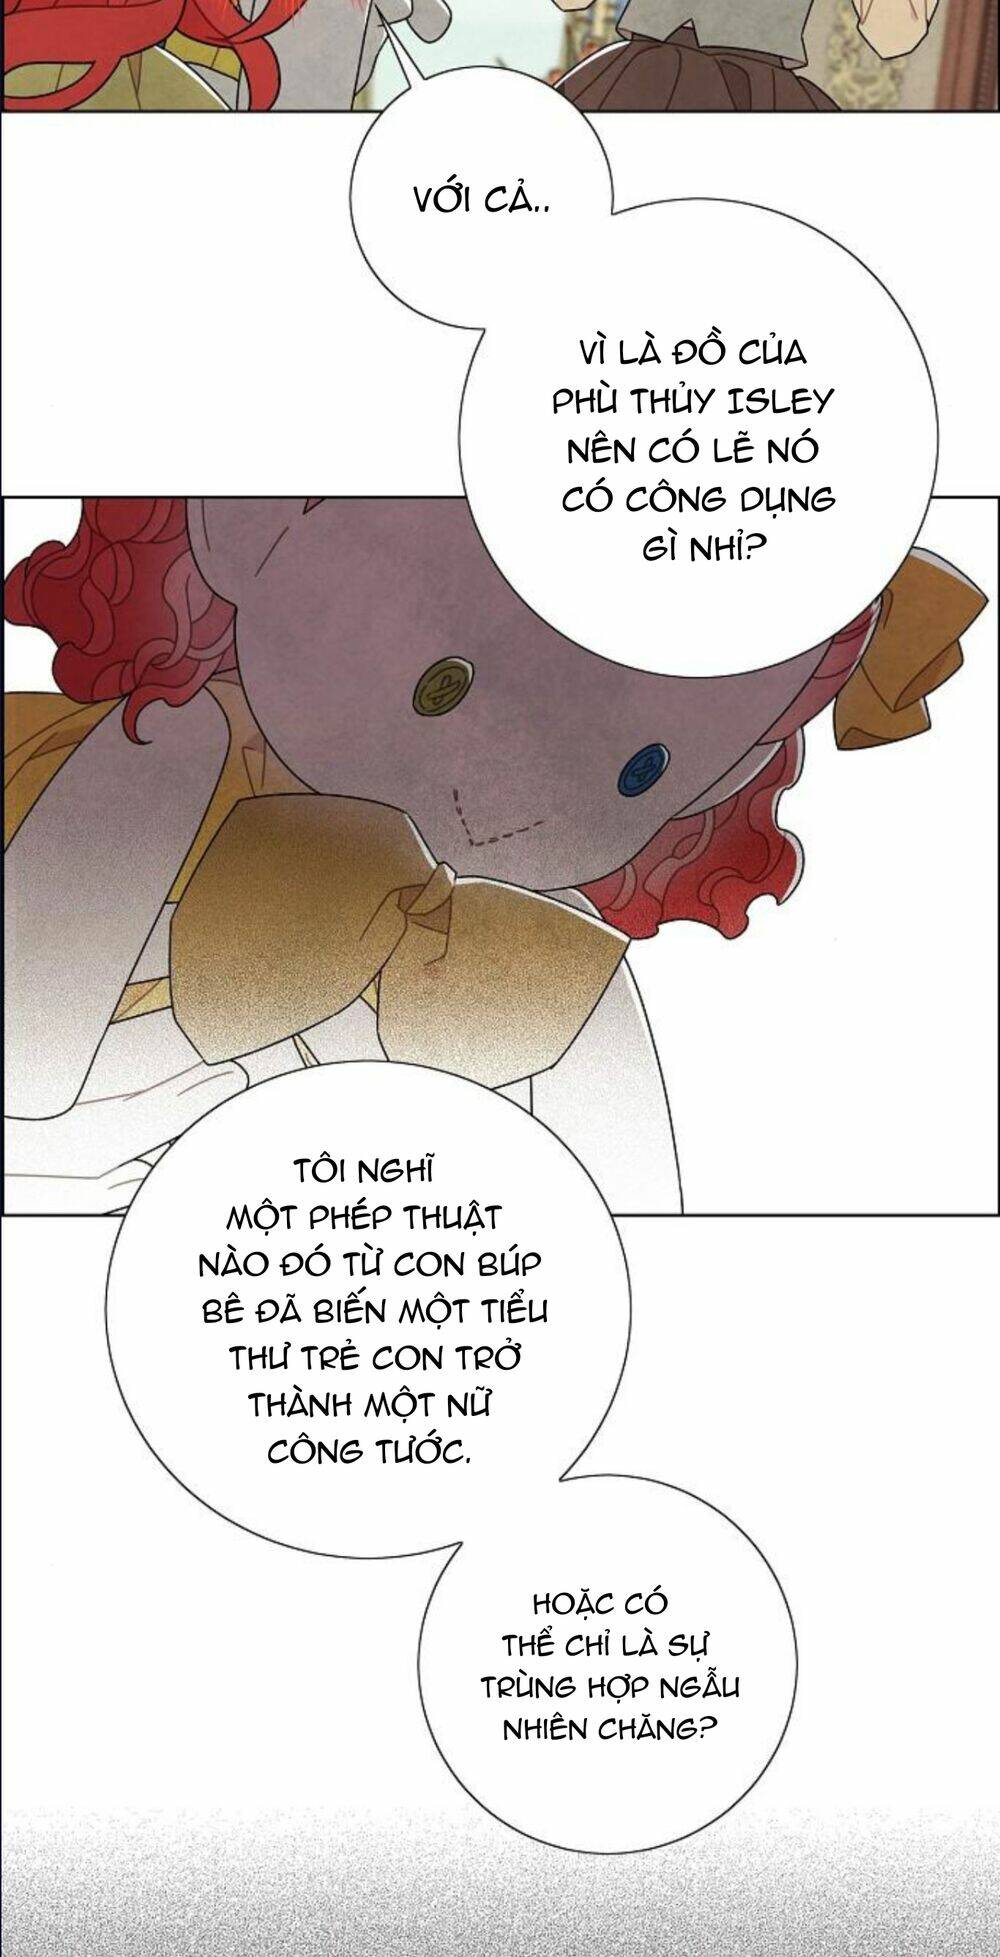 VỚI CẢ..
VÌ LÀ ĐỒ CỦA
PHÙ THỦY ISLEY
NÊN CÓ LẼ NÓ
CÓ CÔNG DỤNG
GÌ NHỈ?
TÔI NGHĨ
MỘT PHÉP THUẬT
NÀO ĐÓ TỪ CON BÚP
BÊ ĐÃ BIẾN MỘT TIỂU
THƯ TRẺ CON TRỞ
THÀNH MỘT NỮ
CÔNG TƯỚC.
HOẶC CÓ
THỂ CHỈ LÀ SỰ
TRÙNG HỢP NGẪU
NHIÊN CHĂNG?